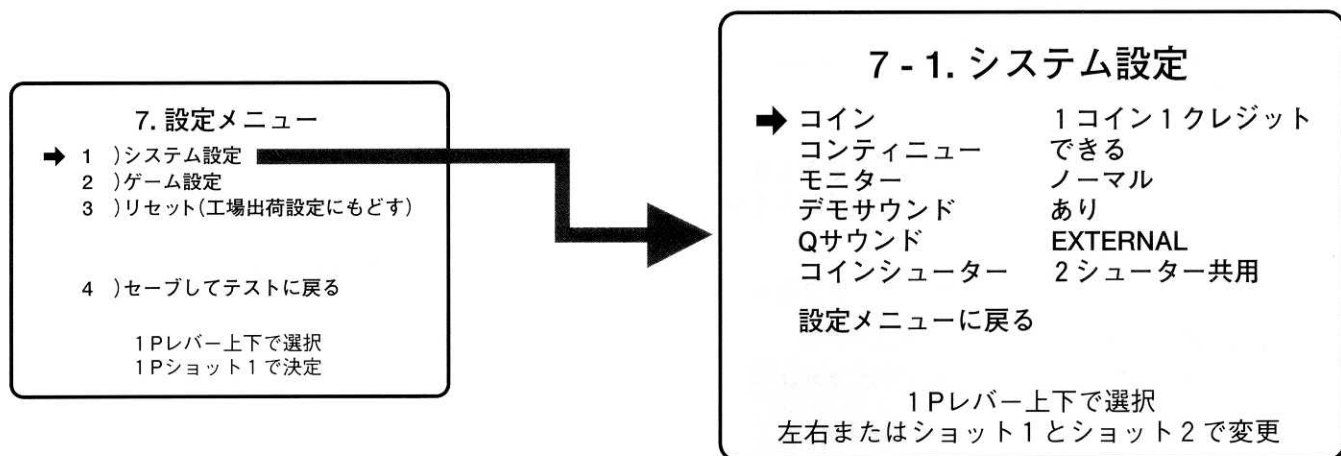 7. 設定メニュー
1 )システム設定
2 )ゲーム設定
3 )リセット(工場出荷設定にもどす)
4 )セーブしてテストに戻る
1Pレバー上下で選択
1Pショット1で決定
7 - 1. システム設定
コイン 1コイン1クレジット
コンティニュー できる
モニター ノーマル
デモサウンド あり
Qサウンド EXTERNAL
コインシューター 2シューター共用
設定メニューに戻る
1Pレバー上下で選択
左右またはショット1とショット2で変更